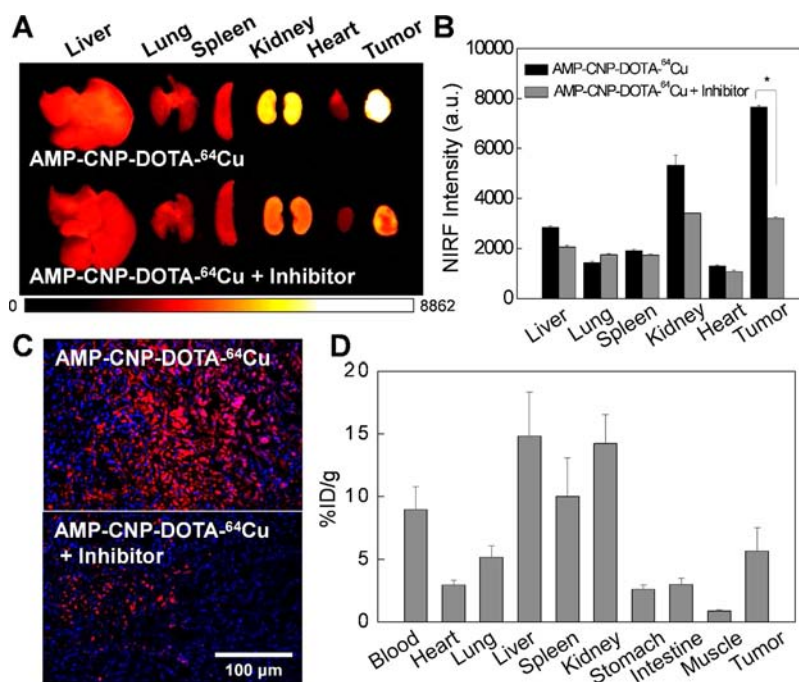 A
Liver Lung Spleen Kidney Heart Tumor
AMP-CNP-DOTA-⁶⁴Cu
AMP-CNP-DOTA-⁶⁴Cu + Inhibitor
0 8862
B
NIRF Intensity (a.u.)
10000
8000
6000
4000
2000
0
AMP-CNP-DOTA-⁶⁴Cu
AMP-CNP-DOTA-⁶⁴Cu + Inhibitor
*
Liver Lung Spleen Kidney Heart Tumor
C
AMP-CNP-DOTA-⁶⁴Cu
AMP-CNP-DOTA-⁶⁴Cu
+ Inhibitor
100 µm
D
%ID/g
20
15
10
5
0
Blood Heart Lung Liver Spleen Kidney Stomach Intestine Muscle Tumor